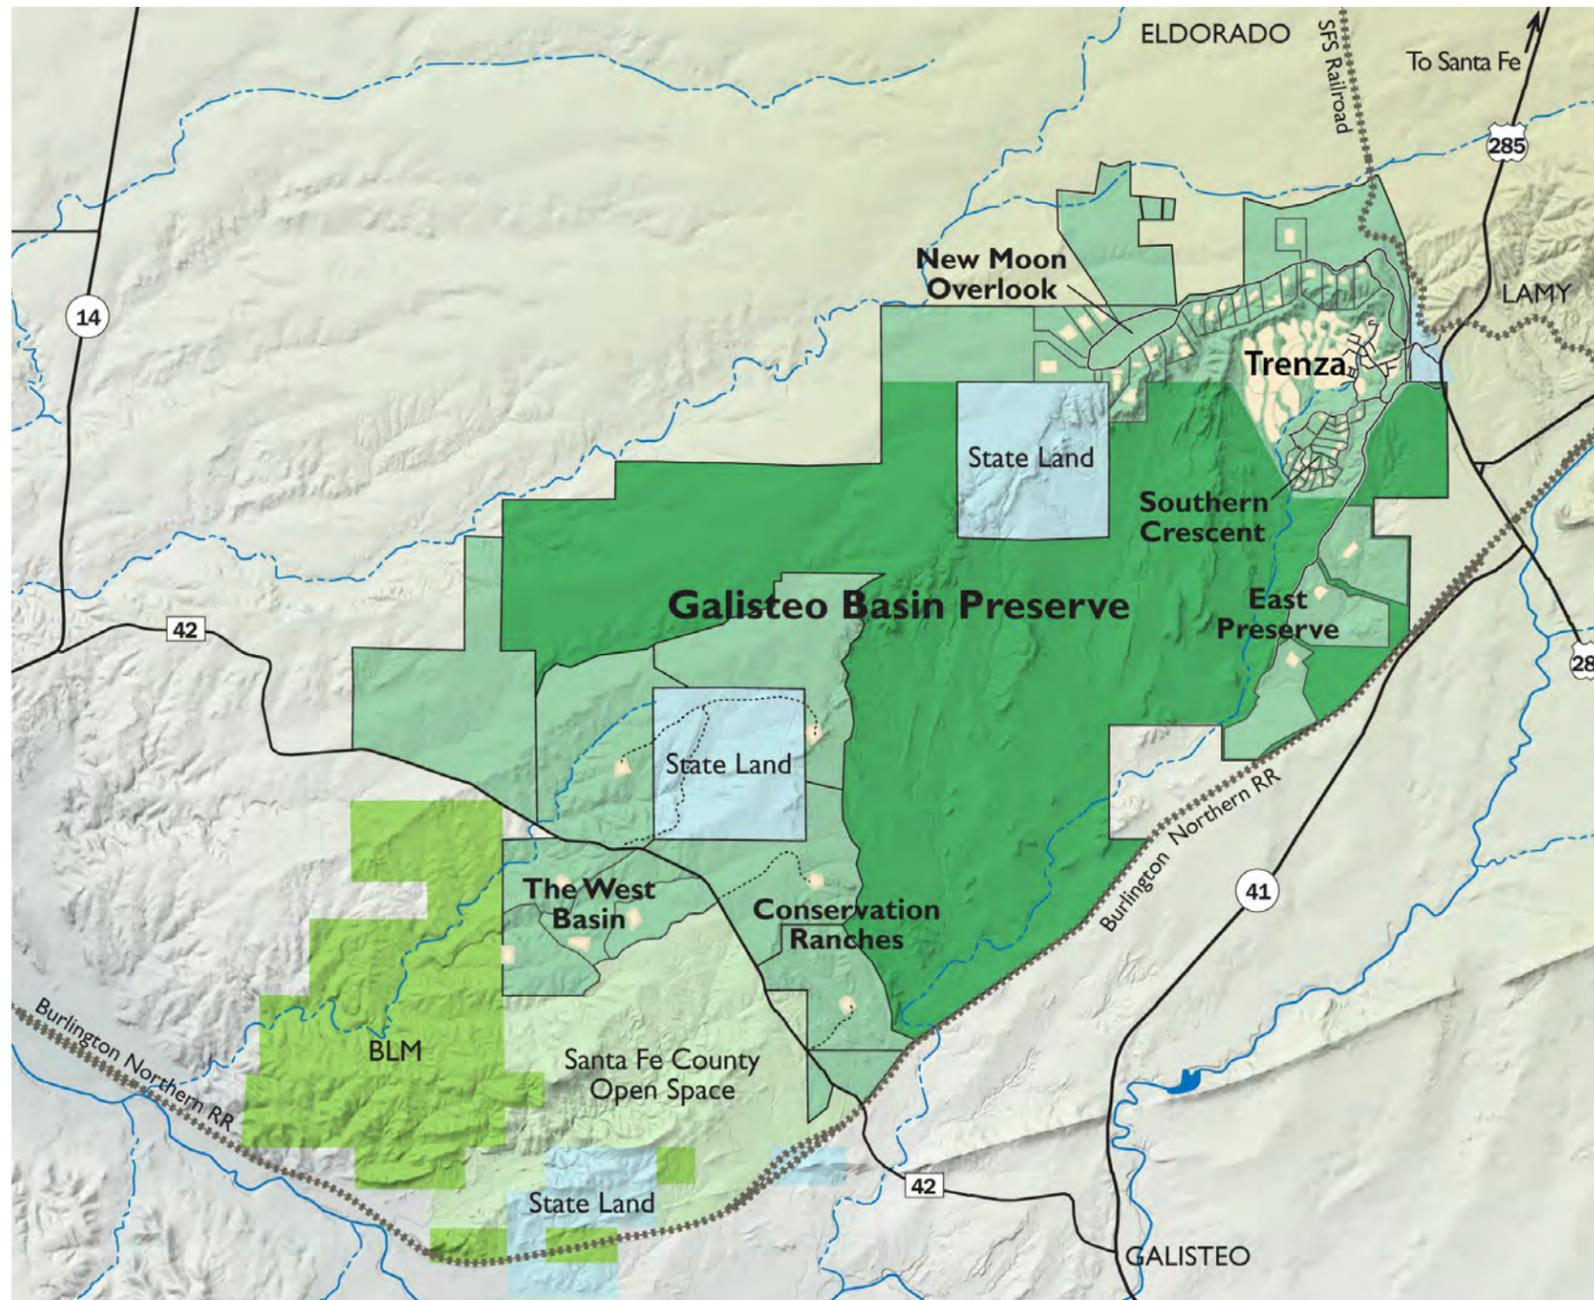 ELDORADO
SFS Railroad
To Santa Fe
285
New Moon
Overlook
LAMY
14
Trenza
State Land
Southern
Crescent
Galisteo Basin Preserve
East
Preserve
42
28
State Land
Burlington Northern RR
41
The West
Basin
Conservation
Ranches
Burlington Northern RR
BLM
Santa Fe County
Open Space
42
State Land
GALISTEO